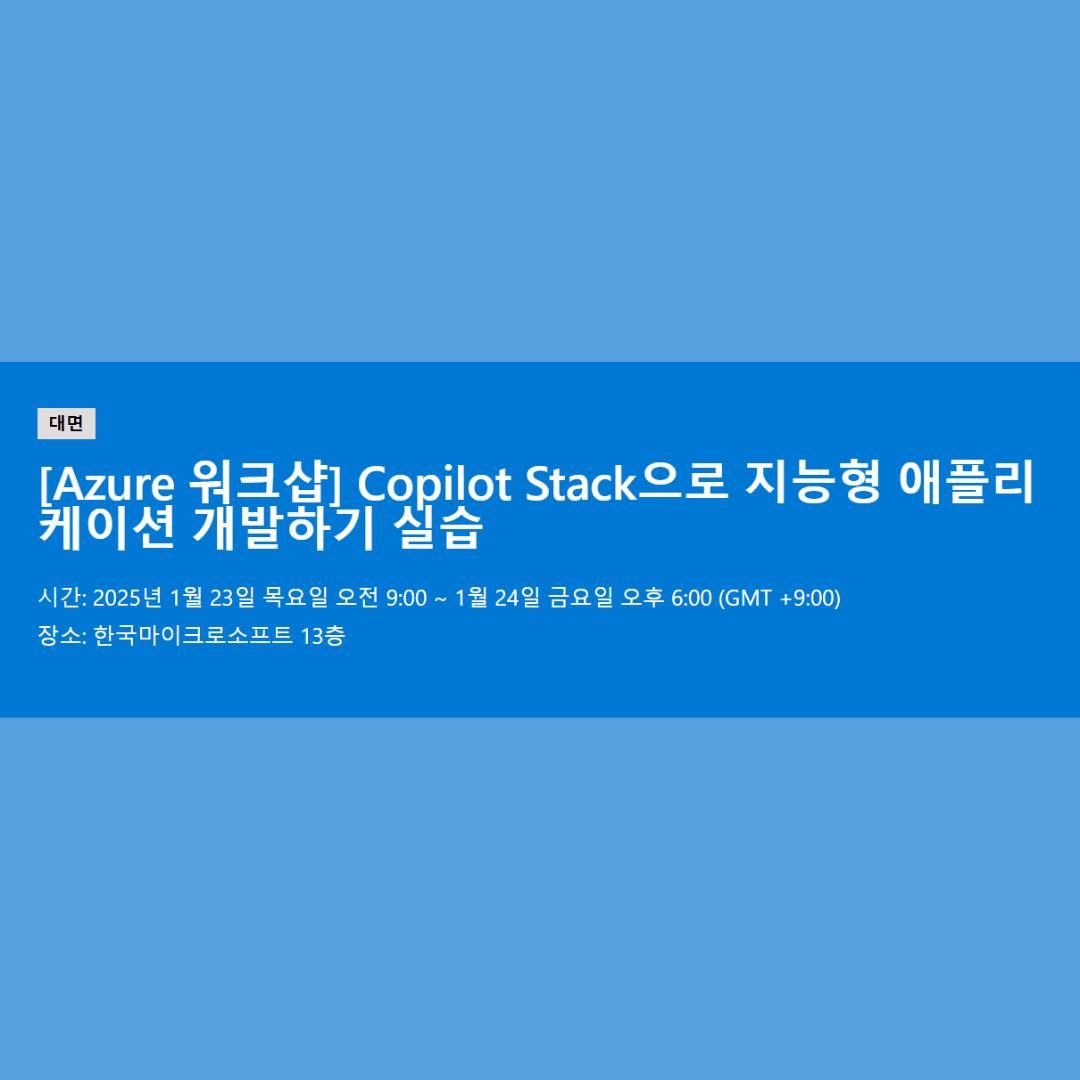 대면
[Azure 워크샵] Copilot Stack으로 지능형 애플리
케이션 개발하기 실습
시간: 2025년 1월 23일 목요일 오전 9:00 ~ 1월 24일 금요일 오후 6:00 (GMT +9:00)
장소: 한국마이크로소프트 13층